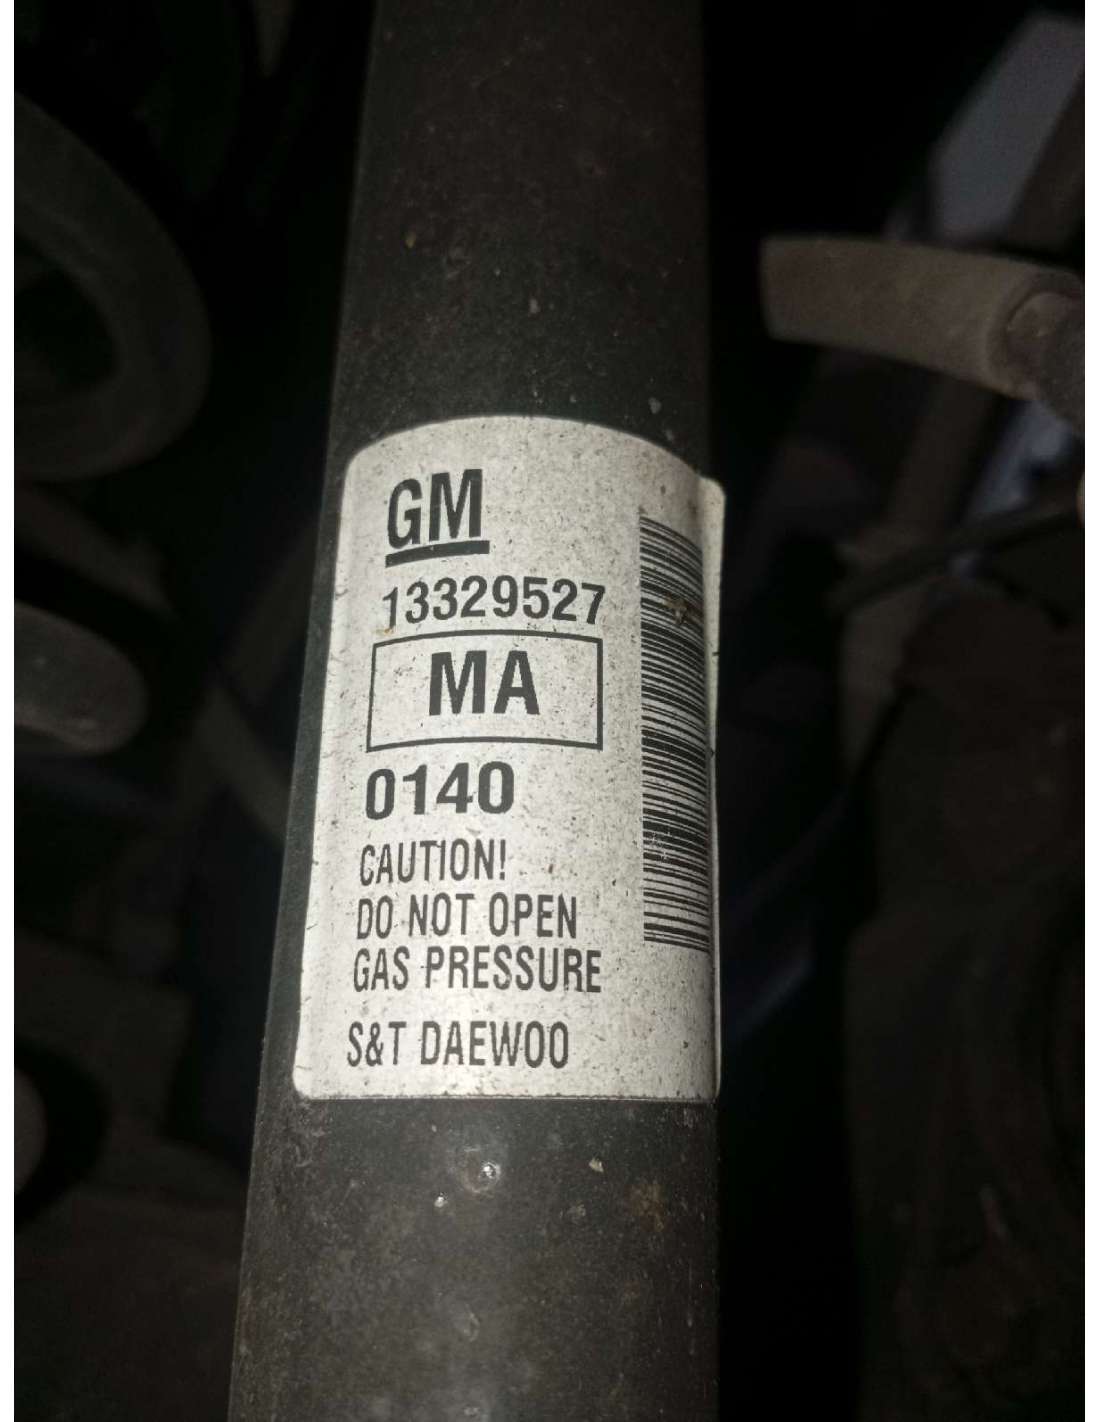 GM
13329527
MA
0140
CAUTION!
DO NOT OPEN
GAS PRESSURE
S&T DAEWOO